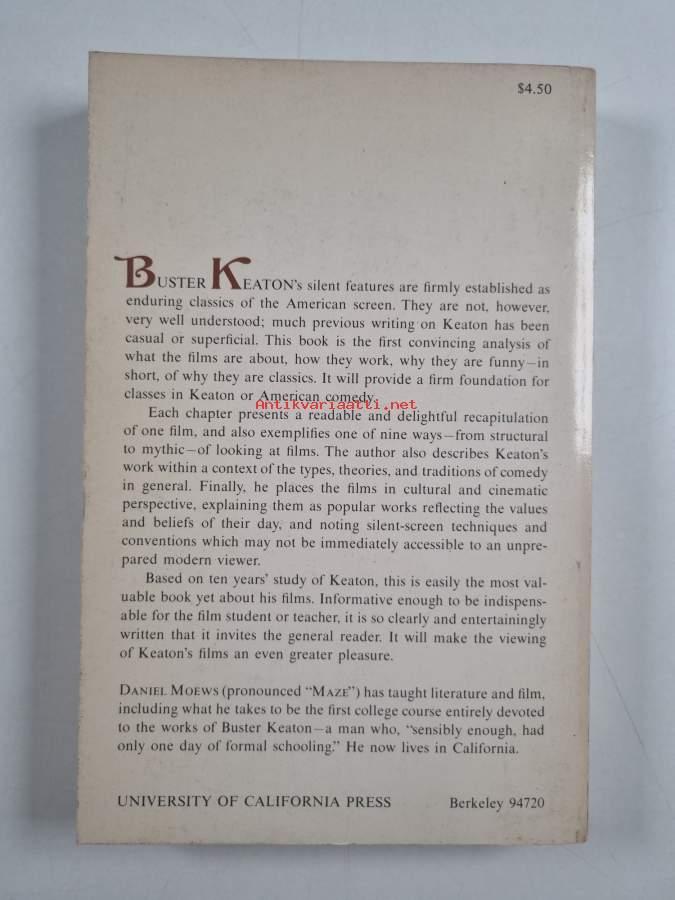 $4.50
BUSTER KEATON's silent features are firmly established as
enduring classics of the American screen. They are not, however,
very well understood; much previous writing on Keaton has been
casual or superficial. This book is the first convincing analysis of
what the films are about, how they work, why they are funny—in
short, of why they are classics. It will provide a firm foundation for
classes in Keaton or American comedy.
Antikvariaatti.net
Each chapter presents a readable and delightful recapitulation
of one film, and also exemplifies one of nine ways—from structural
to mythic—of looking at films. The author also describes Keaton's
work within a context of the types, theories, and traditions of comedy
in general. Finally, he places the films in cultural and cinematic
perspective, explaining them as popular works reflecting the values
and beliefs of their day, and noting silent-screen techniques and
conventions which may not be immediately accessible to an unpre-
pared modern viewer.
Based on ten years' study of Keaton, this is easily the most val-
uable book yet about his films. Informative enough to be indispens-
able for the film student or teacher, it is so clearly and entertainingly
written that it invites the general reader. It will make the viewing
of Keaton's films an even greater pleasure.
DANIEL MOEWS (pronounced "MAZE") has taught literature and film,
including what he takes to be the first college course entirely devoted
to the works of Buster Keaton—a man who, "sensibly enough, had
only one day of formal schooling." He now lives in California.
UNIVERSITY OF CALIFORNIA PRESS Berkeley 94720